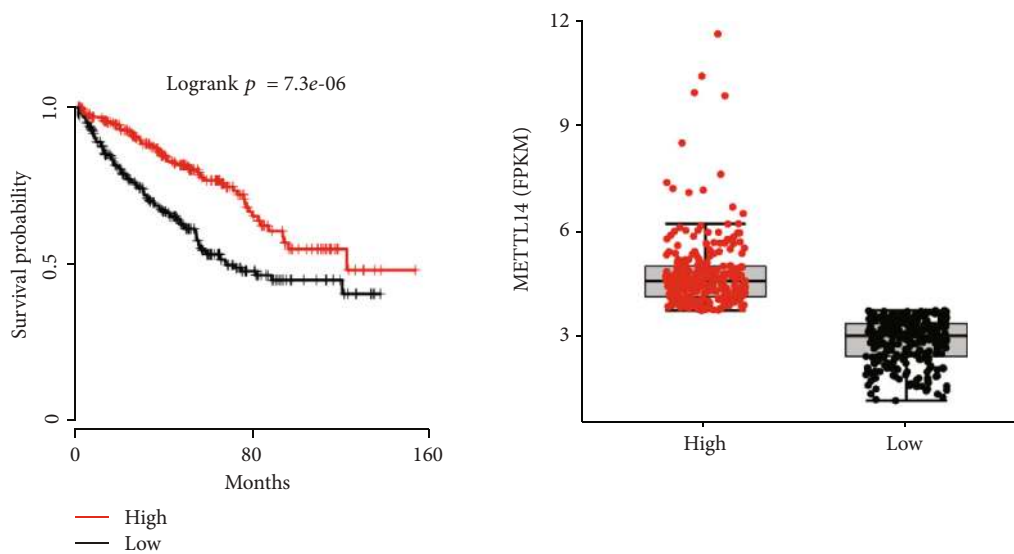 Logrank p = 7.3e-06
Survival probability
1.0
0.5
0
0
80
160
Months
High
Low
METTL14 (FPKM)
12
9
6
3
High
Low